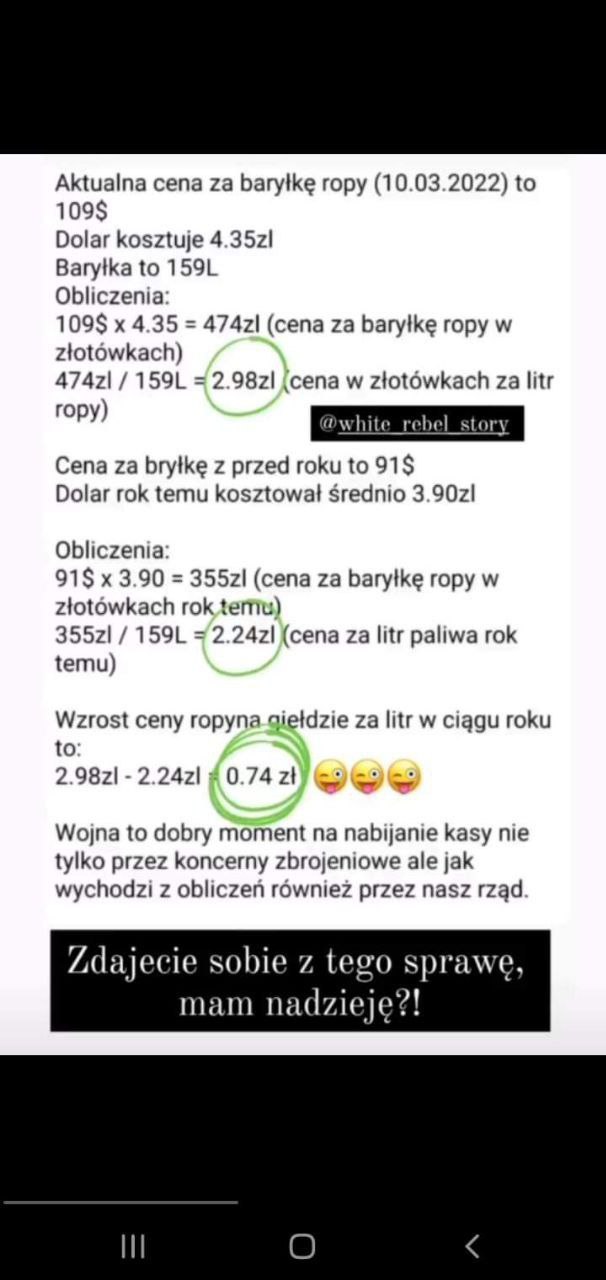 Aktualna cena za baryłkę ropy (10.03.2022) to
109$
Dolar kosztuje 4.35zl
Baryłka to 159L
Obliczenia:
109$ x 4.35 = 474zl (cena za baryłkę ropy w
złotówkach)
474zl / 159L = 2.98zl (cena w złotówkach za litr
ropy)
@white_rebel_story
Cena za bryłkę z przed roku to 91$
Dolar rok temu kosztował średnio 3.90zl
Obliczenia:
91$ x 3.90 = 355zl (cena za baryłkę ropy w
złotówkach rok temu)
355zl / 159L = 2.24zl (cena za litr paliwa rok
temu)
Wzrost ceny ropyna giełdzie za litr w ciągu roku
to:
2.98zl - 2.24zl = 0.74 zł 😜😜😜
Wojna to dobry moment na nabijanie kasy nie
tylko przez koncerny zbrojeniowe ale jak
wychodzi z obliczeń również przez nasz rząd.
Zdajecie sobie z tego sprawę,
mam nadzieję?!